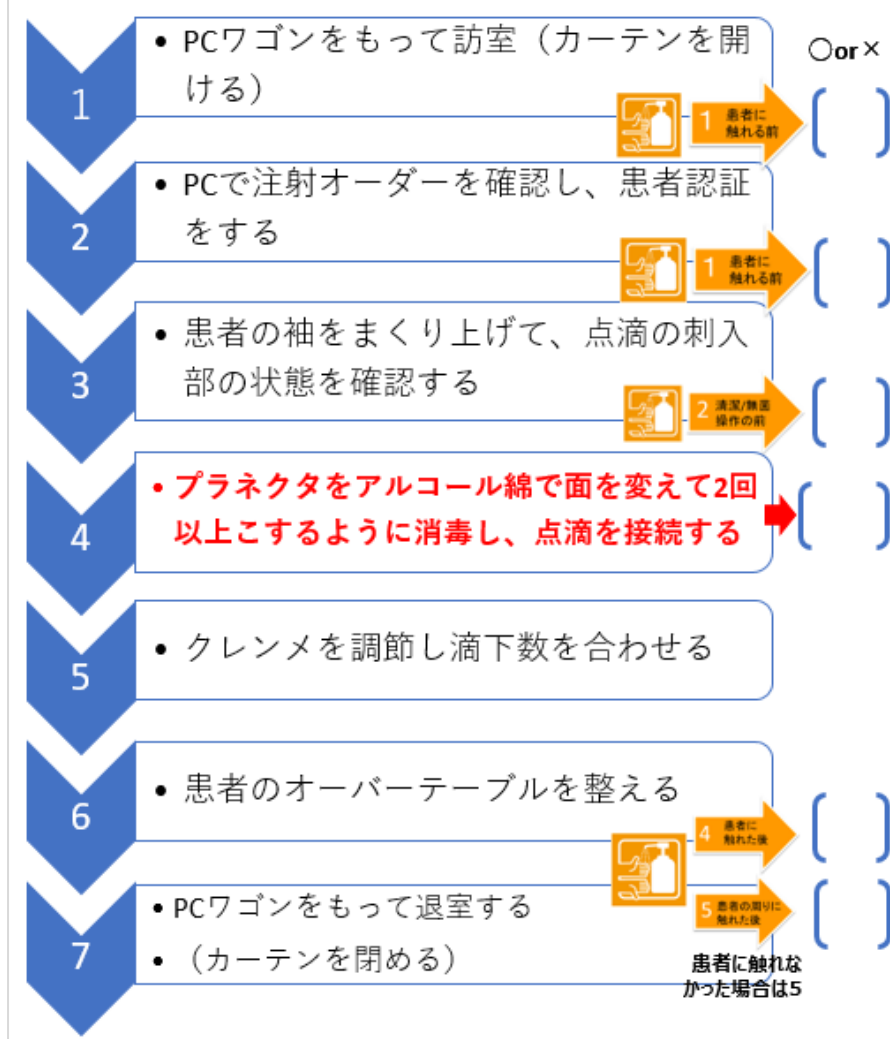 • PCワゴンをもって訪室（カーテンを開
ける）
○or×
1
1 患者に
触れる前
• PCで注射オーダーを確認し、患者認証
をする
2
1 患者に
触れる前
• 患者の袖をまくり上げて、点滴の刺入
部の状態を確認する
3
2 清潔/無菌
操作の前
• プラネクタをアルコール綿で面を変えて2回
以上こするように消毒し、点滴を接続する
4
• クレンメを調節し滴下数を合わせる
5
• 患者のオーバーテーブルを整える
6
4 患者に
触れた後
• PCワゴンをもって退室する
5 患者の周りに
触れた後
7
• （カーテンを閉める）
患者に触れな
かった場合は5